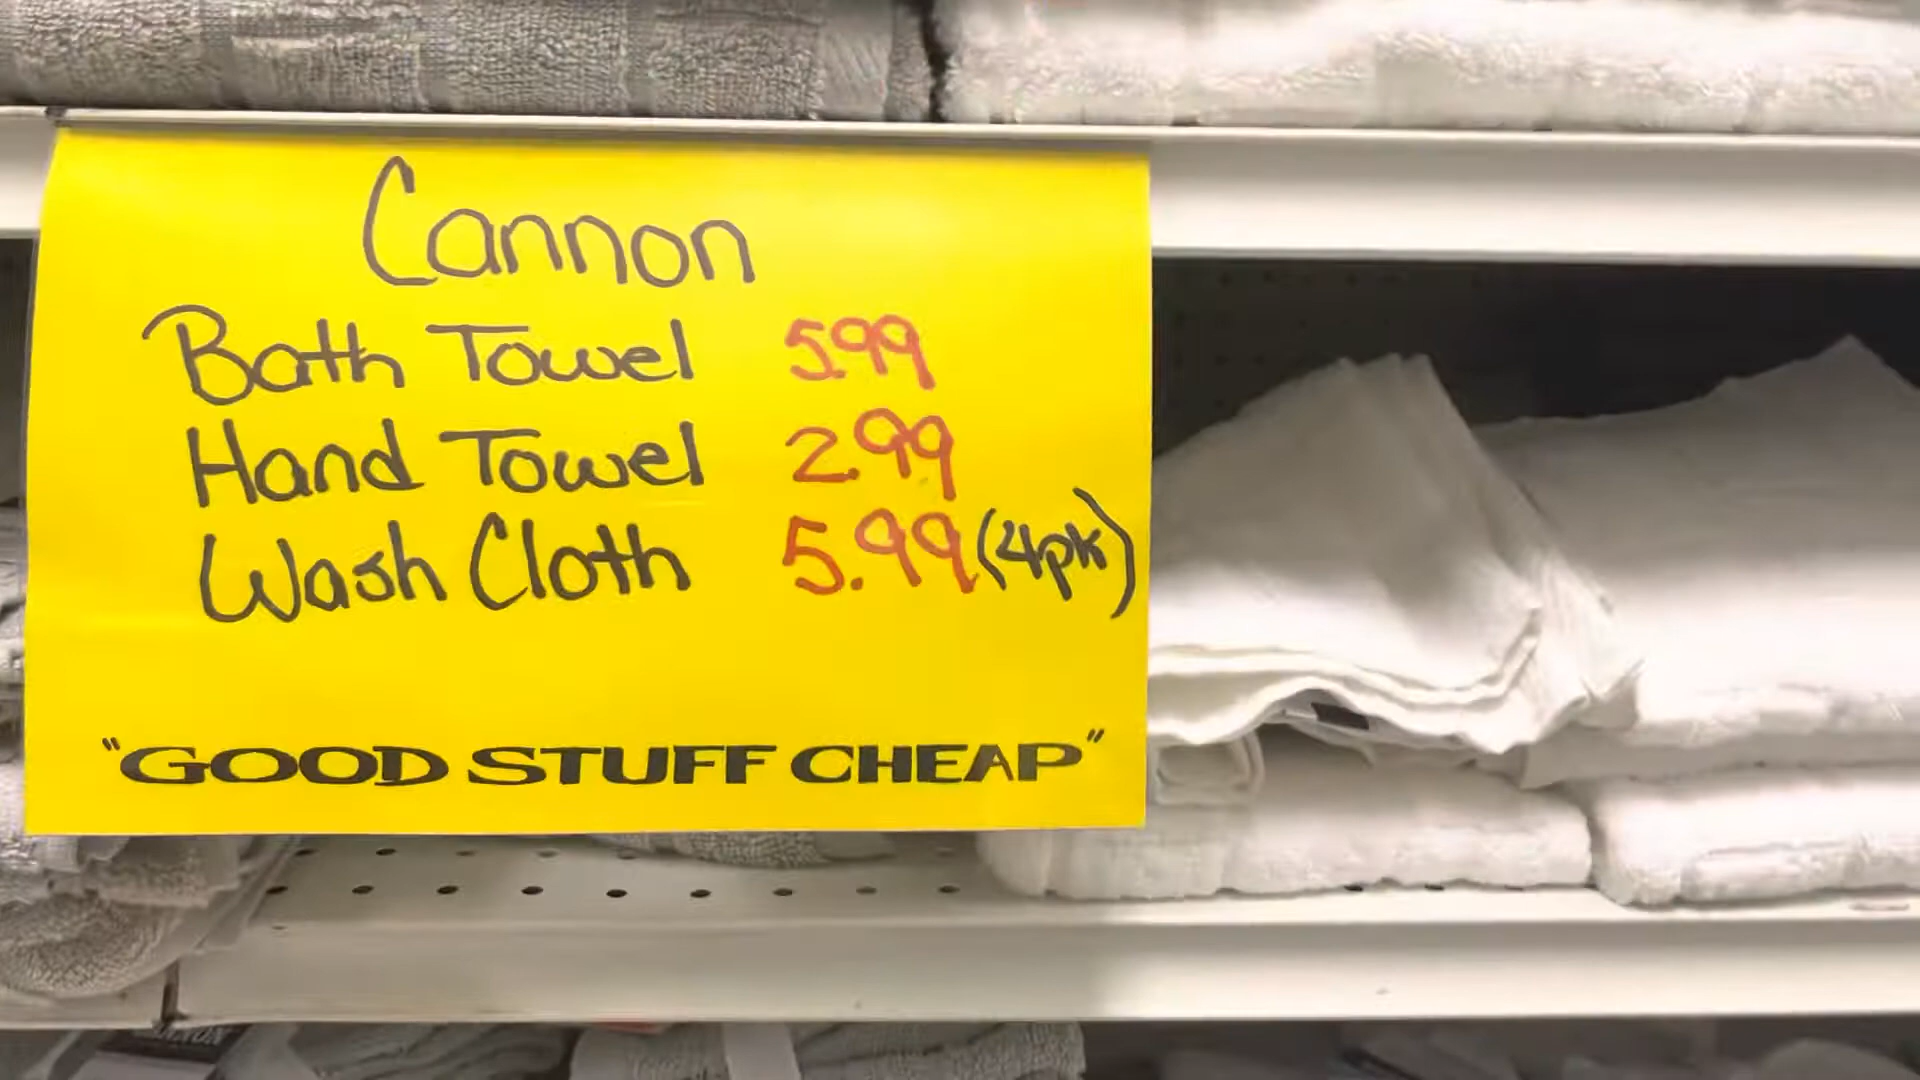 Cannon
Bath Towel 5.99
Hand Towel 2.99
Wash Cloth 5.99 (4pk)
"GOOD STUFF CHEAP"